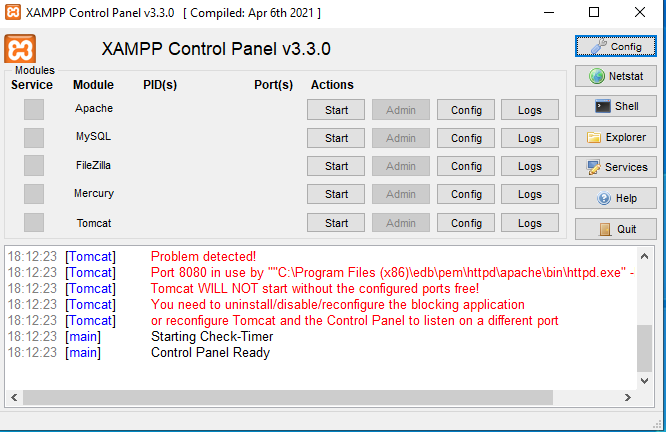 XAMPP Control Panel v3.3.0 [ Compiled: Apr 6th 2021 ]
XAMPP Control Panel v3.3.0
Config
Modules
Service Module PID(s) Port(s) Actions
Netstat
Apache Start Admin Config Logs
Shell
MySQL Start Admin Config Logs
Explorer
FileZilla Start Admin Config Logs
Services
Mercury Start Admin Config Logs
Help
Tomcat Start Admin Config Logs
Quit
18:12:23 [Tomcat] Problem detected!
18:12:23 [Tomcat] Port 8080 in use by ""C:\Program Files (x86)\edb\pem\httpd\apache\bin\httpd.exe" -
18:12:23 [Tomcat] Tomcat WILL NOT start without the configured ports free!
18:12:23 [Tomcat] You need to uninstall/disable/reconfigure the blocking application
18:12:23 [Tomcat] or reconfigure Tomcat and the Control Panel to listen on a different port
18:12:23 [main] Starting Check-Timer
18:12:23 [main] Control Panel Ready